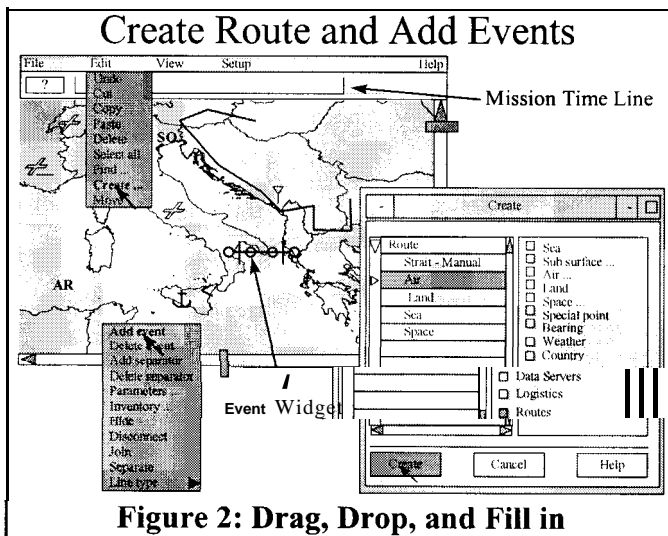 Create Route and Add Events
File Edit View Setup Help
?
Mission Time Line
Undo
Cut
Copy
Paste
Delete
Select all
Find ...
Create ...
Move
AR
Create
Route
Strait - Manual
Air
Land
Sea
Space
Sea
Sub surface ...
Air ...
Land
Space ...
Special point
Bearing
Weather
Country
Data Servers
Logistics
Routes
Create Cancel Help
Add event
Delete event
Add separator
Delete separator
Parameters ...
Inventory ...
Hide
Disconnect
Join
Separate
Line type
Event Widget
Figure 2: Drag, Drop, and Fill in